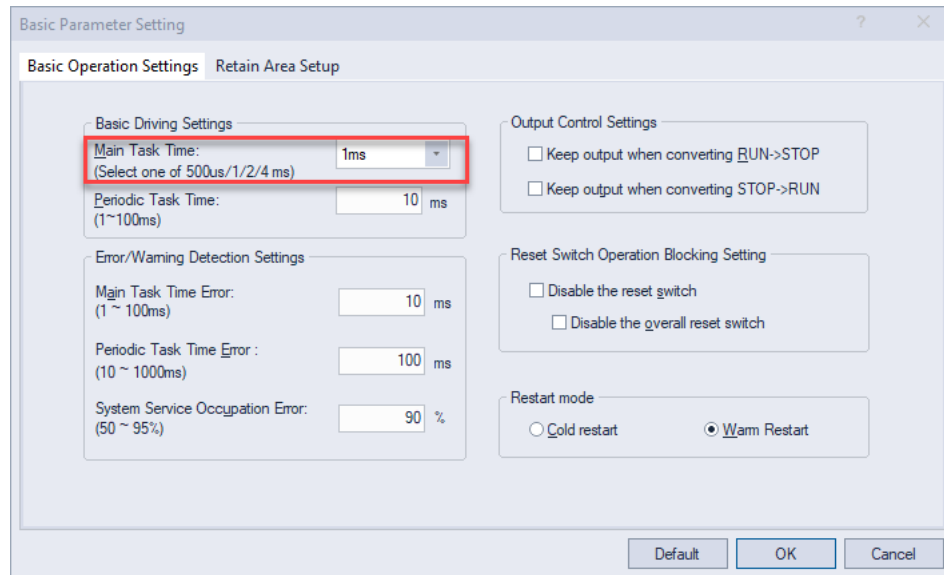 Basic Parameter Setting
?
Basic Operation Settings Retain Area Setup
Basic Driving Settings
Main Task Time:
1ms
(Select one of 500us/1/2/4 ms)
Periodic Task Time:
10 ms
(1~100ms)
Error/Warning Detection Settings
Main Task Time Error:
10 ms
(1 ~ 100ms)
Periodic Task Time Error :
100 ms
(10 ~ 1000ms)
System Service Occupation Error:
90 %
(50 ~ 95%)
Output Control Settings
Keep output when converting RUN->STOP
Keep output when converting STOP->RUN
Reset Switch Operation Blocking Setting
Disable the reset switch
Disable the overall reset switch
Restart mode
Cold restart Warm Restart
Default OK Cancel